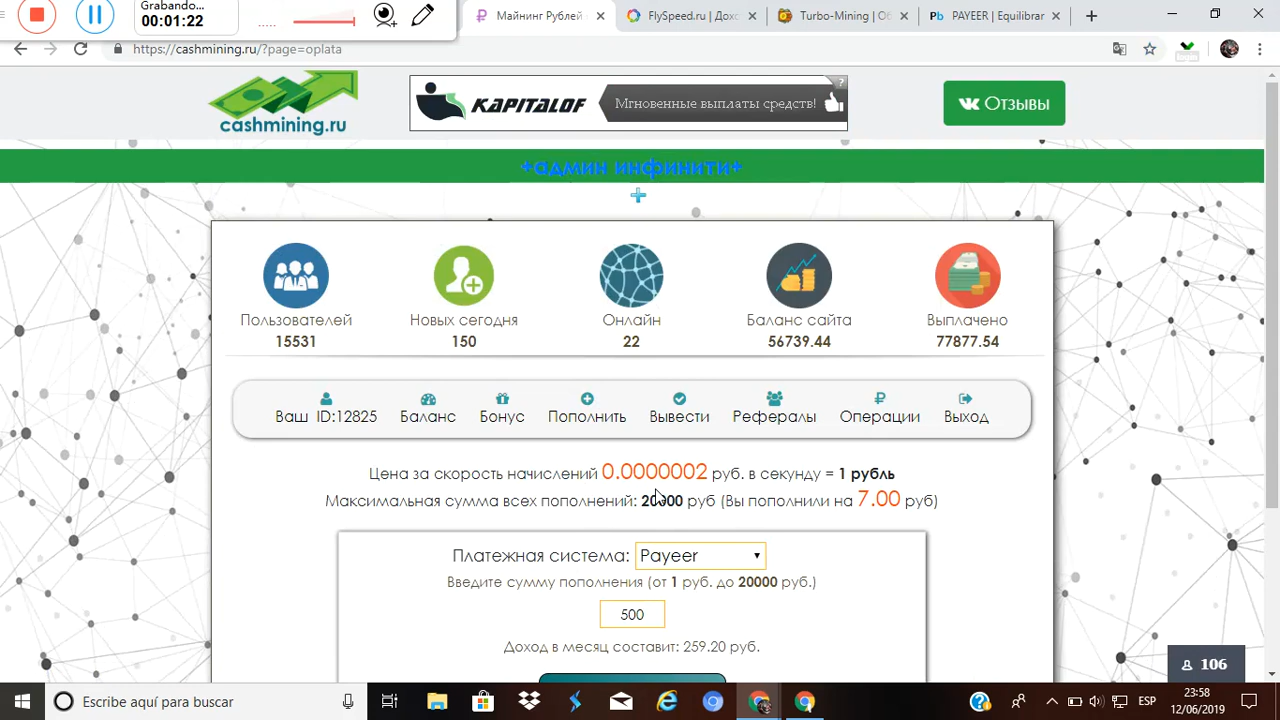 Grabando...
00:01:22
Майнинг Рублей
FlySpeed.ru | Дохо
Turbo-Mining | Об
PAYEER | Equilibrar
https://cashmining.ru/?page=oplata
cashmining.ru
KAPITALOF
Мгновенные выплаты средств!
?
Отзывы
+админ инфинити+
+
Пользователей
Новых сегодня
Онлайн
Баланс сайта
Выплачено
15531
150
22
56739.44
77877.54
Ваш ID:12825
Баланс
Бонус
Пополнить
Вывести
Рефералы
Операции
Выход
Цена за скорость начислений 0.0000002 руб. в секунду = 1 рубль
Максимальная сумма всех пополнений: 20000 руб (Вы пополнили на 7.00 руб)
Платежная система: Payeer
Введите сумму пополнения (от 1 руб. до 20000 руб.)
500
Доход в месяц составит: 259.20 руб.
106
Escribe aquí para buscar
ESP
23:58
12/06/2019